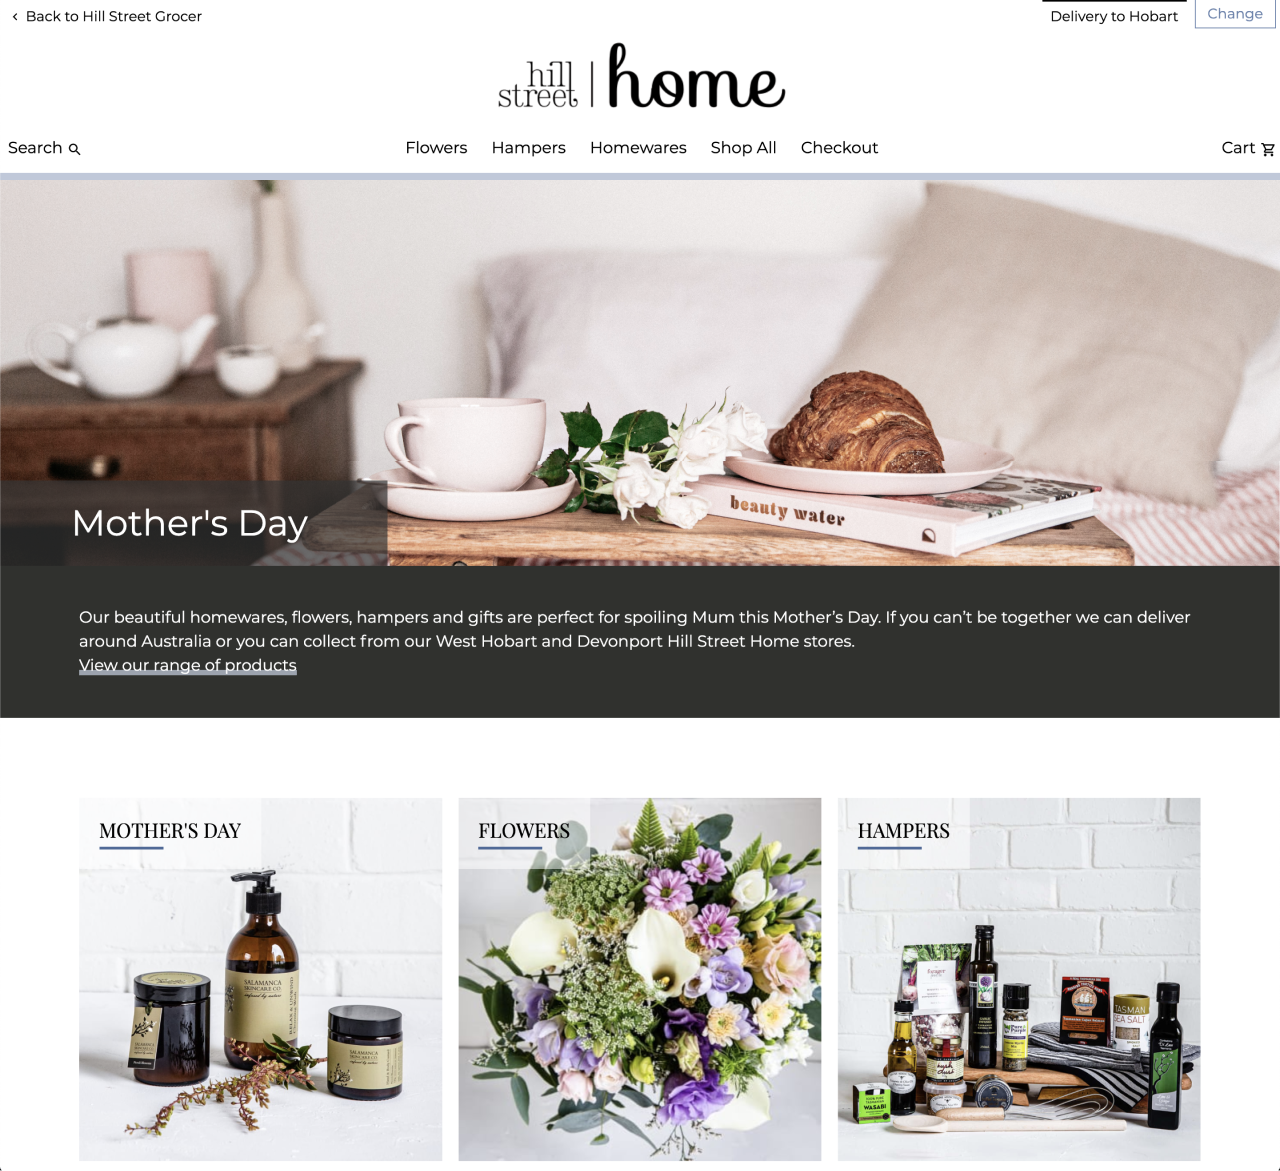 Back to Hill Street Grocer
Delivery to Hobart
Change
hill street | home
Search
Flowers
Hampers
Homewares
Shop All
Checkout
Cart
beauty water
Mother's Day
Our beautiful homewares, flowers, hampers and gifts are perfect for spoiling Mum this Mother’s Day. If you can’t be together we can deliver
around Australia or you can collect from our West Hobart and Devonport Hill Street Home stores.
View our range of products
MOTHER'S DAY
SALAMANCA
SKINCARE CO.
SALAMANCA
SKINCARE CO.
FLOWERS
HAMPERS
TASMAN
SEA SALT
WASABI